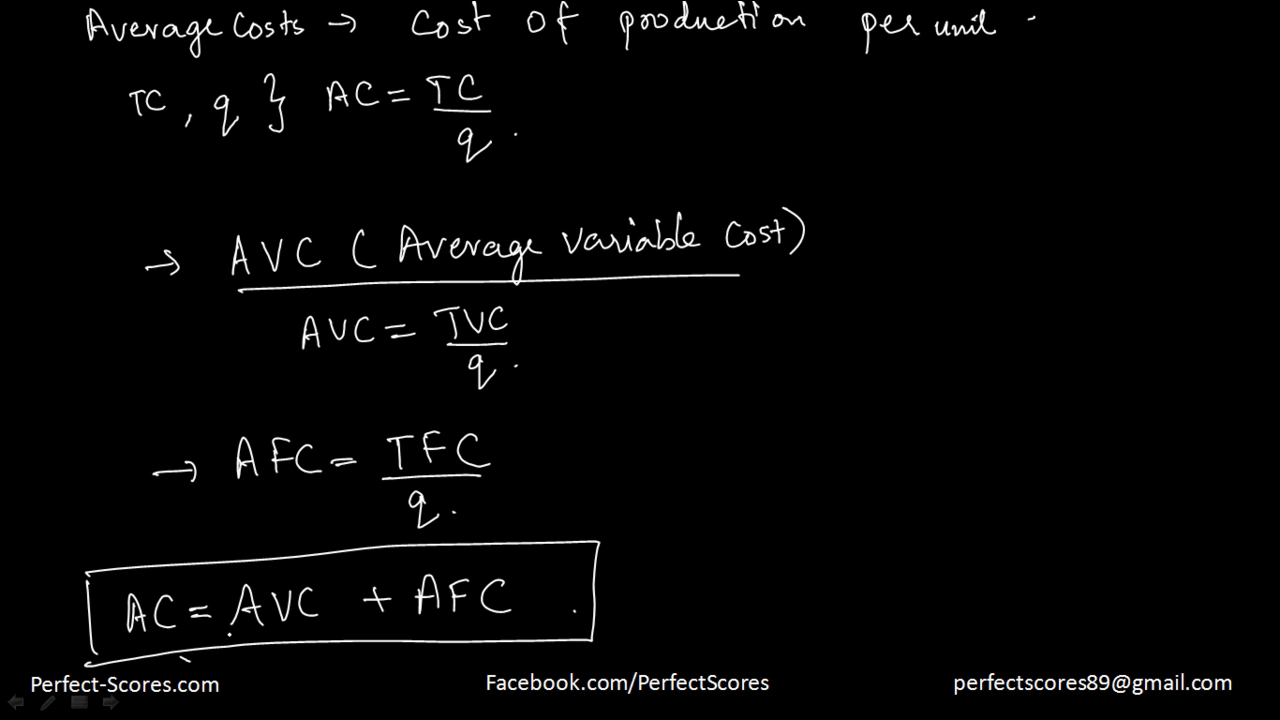 Average Costs → Cost of production per unit.
TC, q } AC = TC/q.
→ AVC (Average variable cost)
AVC = TVC/q.
→ AFC = TFC/q.
AC = AVC + AFC.
Perfect-Scores.com Facebook.com/PerfectScores perfectscores89@gmail.com